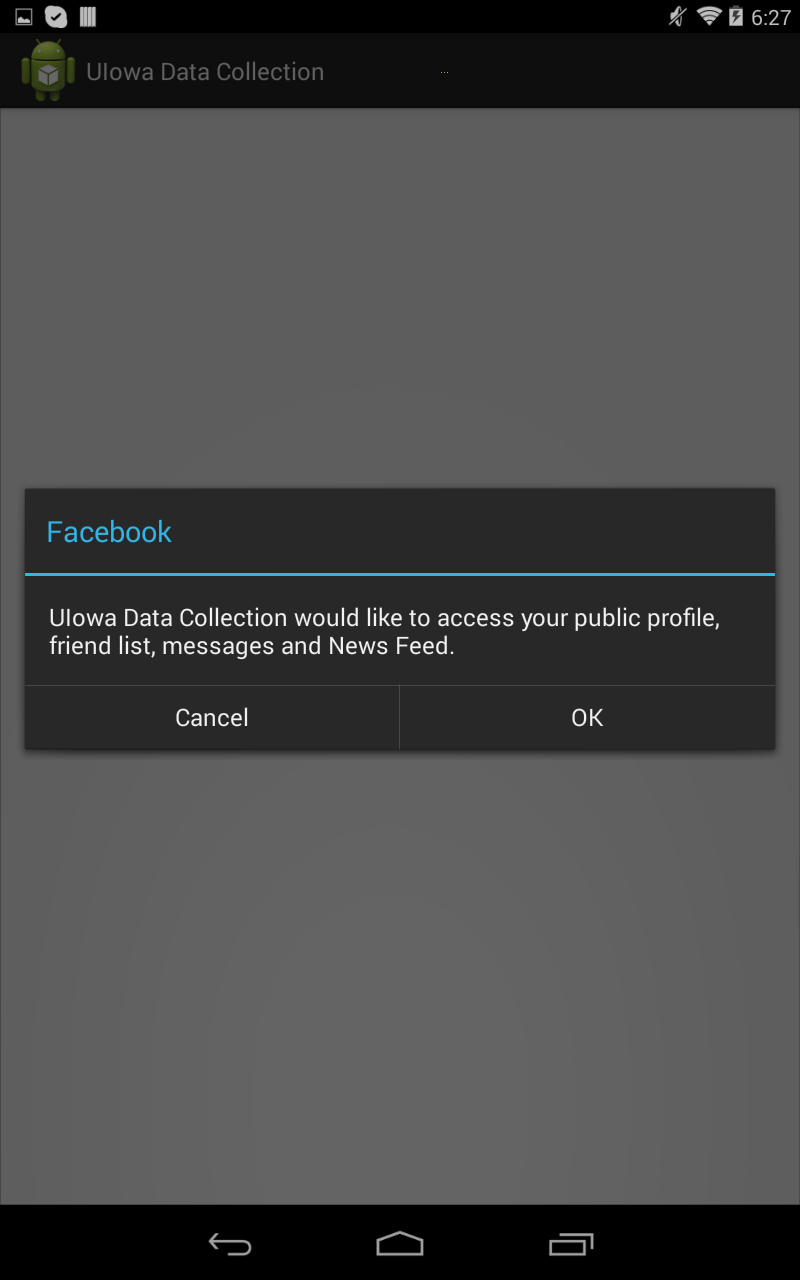 6:27
UIowa Data Collection
Facebook
UIowa Data Collection would like to access your public profile,
friend list, messages and News Feed.
Cancel
OK